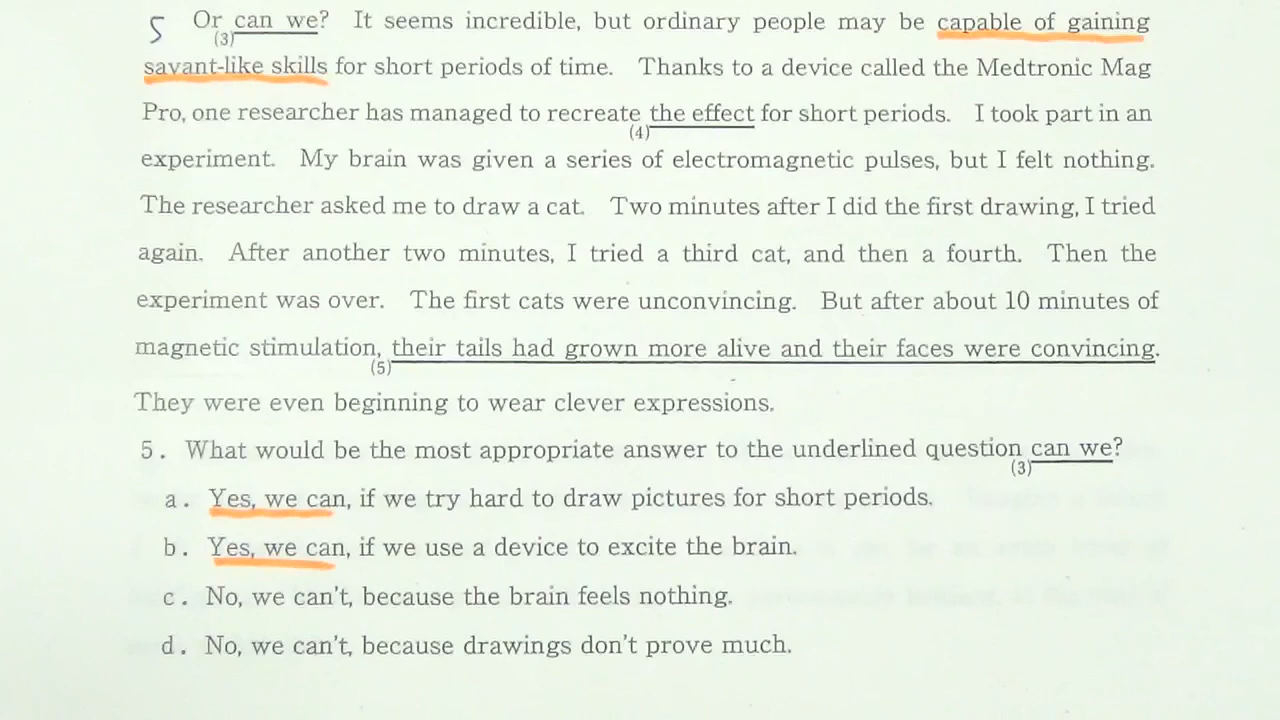 5 Or can we? It seems incredible, but ordinary people may be capable of gaining
(3)
savant-like skills for short periods of time. Thanks to a device called the Medtronic Mag
Pro, one researcher has managed to recreate the effect for short periods. I took part in an
(4)
experiment. My brain was given a series of electromagnetic pulses, but I felt nothing.
The researcher asked me to draw a cat. Two minutes after I did the first drawing, I tried
again. After another two minutes, I tried a third cat, and then a fourth. Then the
experiment was over. The first cats were unconvincing. But after about 10 minutes of
magnetic stimulation, their tails had grown more alive and their faces were convincing.
(5)
They were even beginning to wear clever expressions.
5. What would be the most appropriate answer to the underlined question can we?
(3)
a. Yes, we can, if we try hard to draw pictures for short periods.
b. Yes, we can, if we use a device to excite the brain.
c. No, we can't, because the brain feels nothing.
d. No, we can't, because drawings don't prove much.